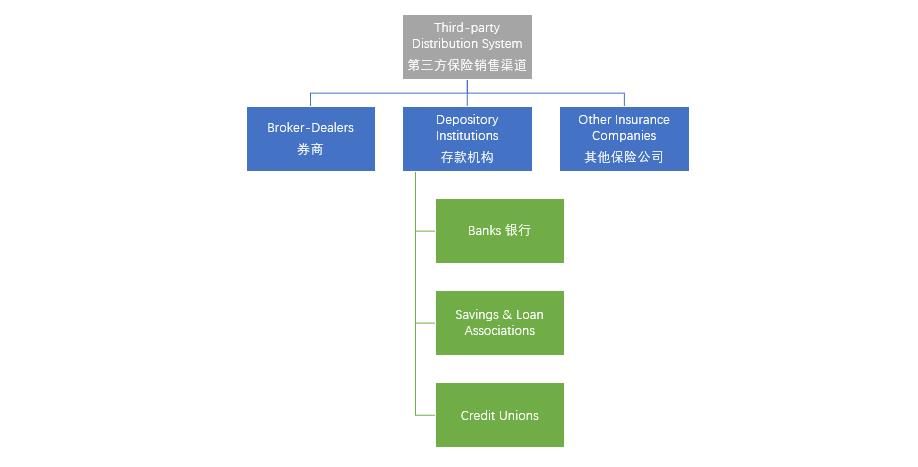 Third-party
Distribution System
第三方保险销售渠道
Broker-Dealers
券商
Depository
Institutions
存款机构
Other Insurance
Companies
其他保险公司
Banks 银行
Savings & Loan
Associations
Credit Unions